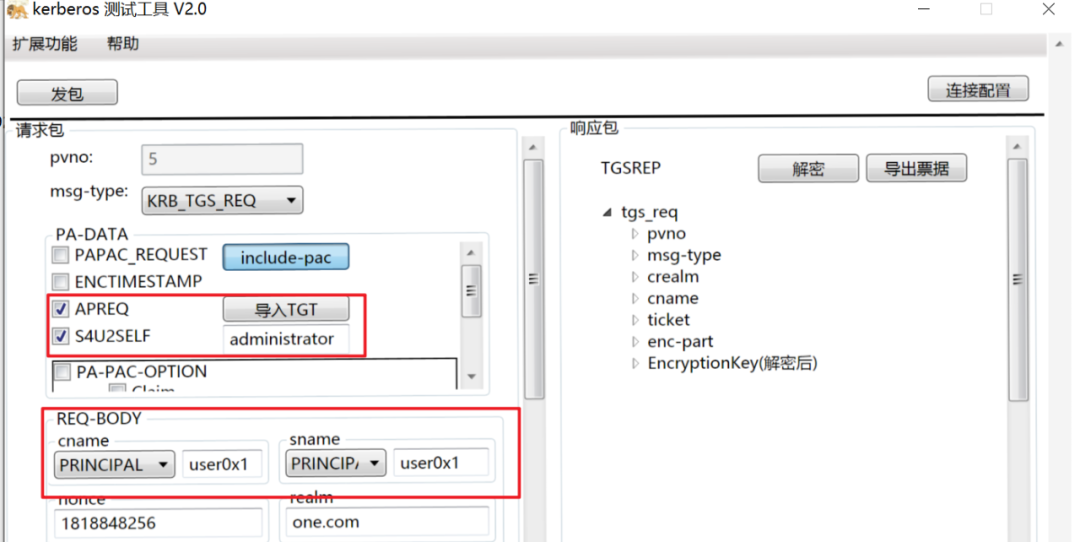 kerberos 测试工具 V2.0
扩展功能 帮助
发包 连接配置
请求包
pvno: 5
msg-type: KRB_TGS_REQ
PA-DATA
PAPAC_REQUEST include-pac
ENCTIMESTAMP
APREQ 导入TGT
S4U2SELF administrator
PA-PAC-OPTION
Claim
REQ-BODY
cname sname
PRINCIPAL user0x1 PRINCIP/ user0x1
nonce realm
1818848256 one.com
响应包
TGSREP 解密 导出票据
tgs_req
pvno
msg-type
crealm
cname
ticket
enc-part
EncryptionKey(解密后)